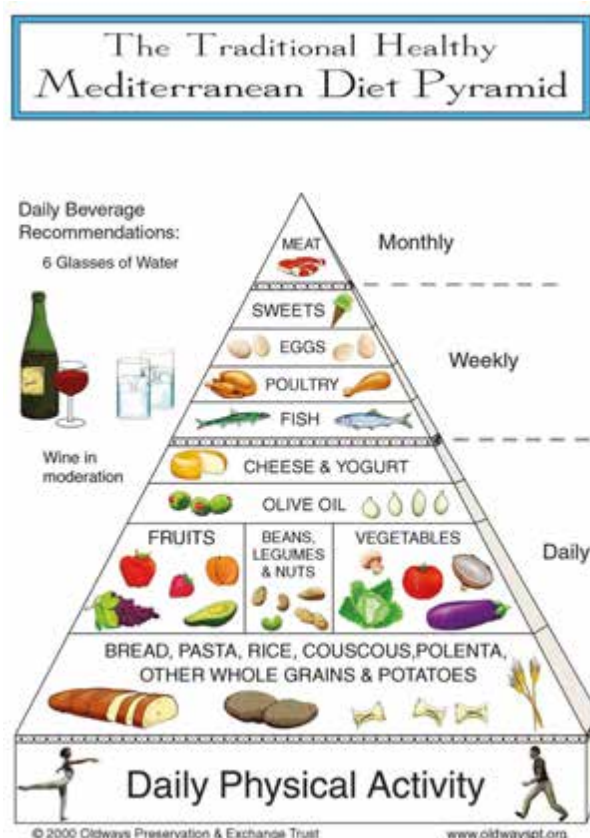 The Traditional Healthy
Mediterranean Diet Pyramid
Daily Beverage
Recommendations:
6 Glasses of Water
Wine in
moderation
MEAT
Monthly
SWEETS
EGGS
POULTRY
FISH
Weekly
CHEESE & YOGURT
OLIVE OIL
FRUITS
BEANS,
LEGUMES
& NUTS
VEGETABLES
Daily
BREAD, PASTA, RICE, COUSCOUS,POLENTA,
OTHER WHOLE GRAINS & POTATOES
Daily Physical Activity
© 2000 Oldways Preservation & Exchange Trust
www.oldwayspt.org